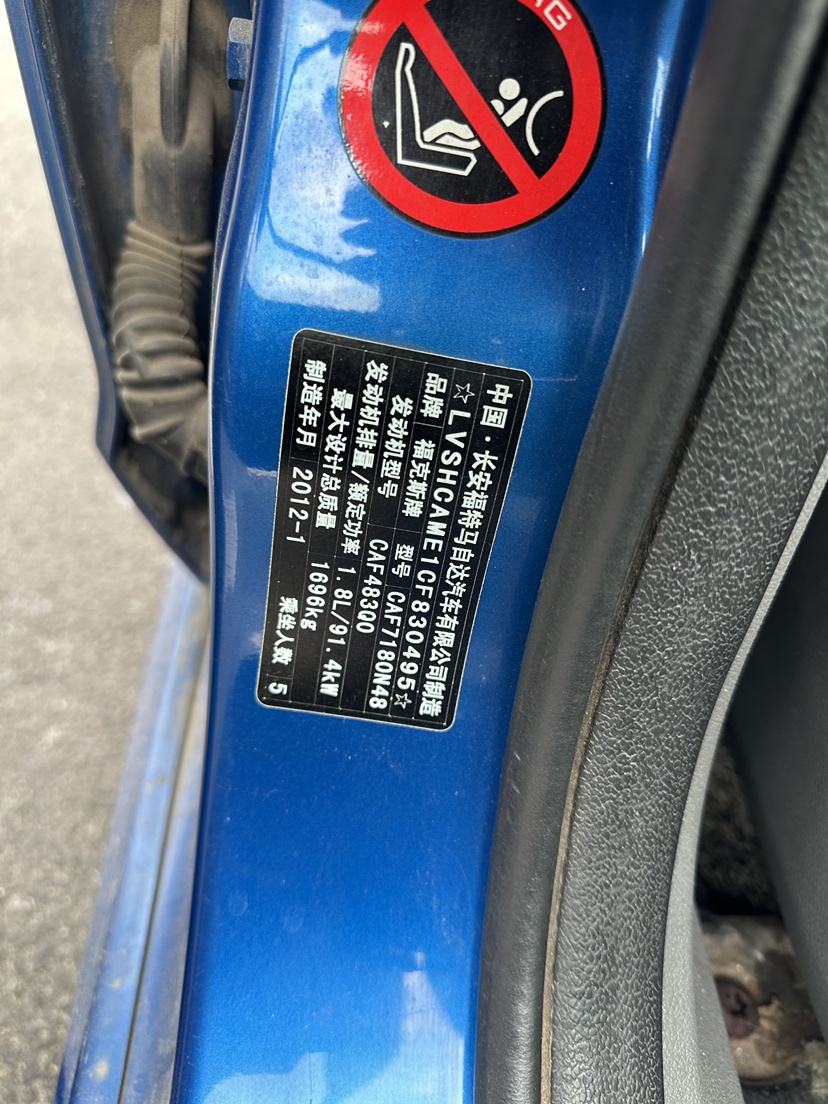 AG
中国·长安福特马自达汽车有限公司制造
☆LVSHCAME1CF830495☆
品牌 福克斯牌 型号 CAF7180N48
发动机型号 CAF483Q0
发动机排量/额定功率 1.8L/91.4kW
最大设计总质量 1696kg
制造年月 2012-1 乘坐人数 5